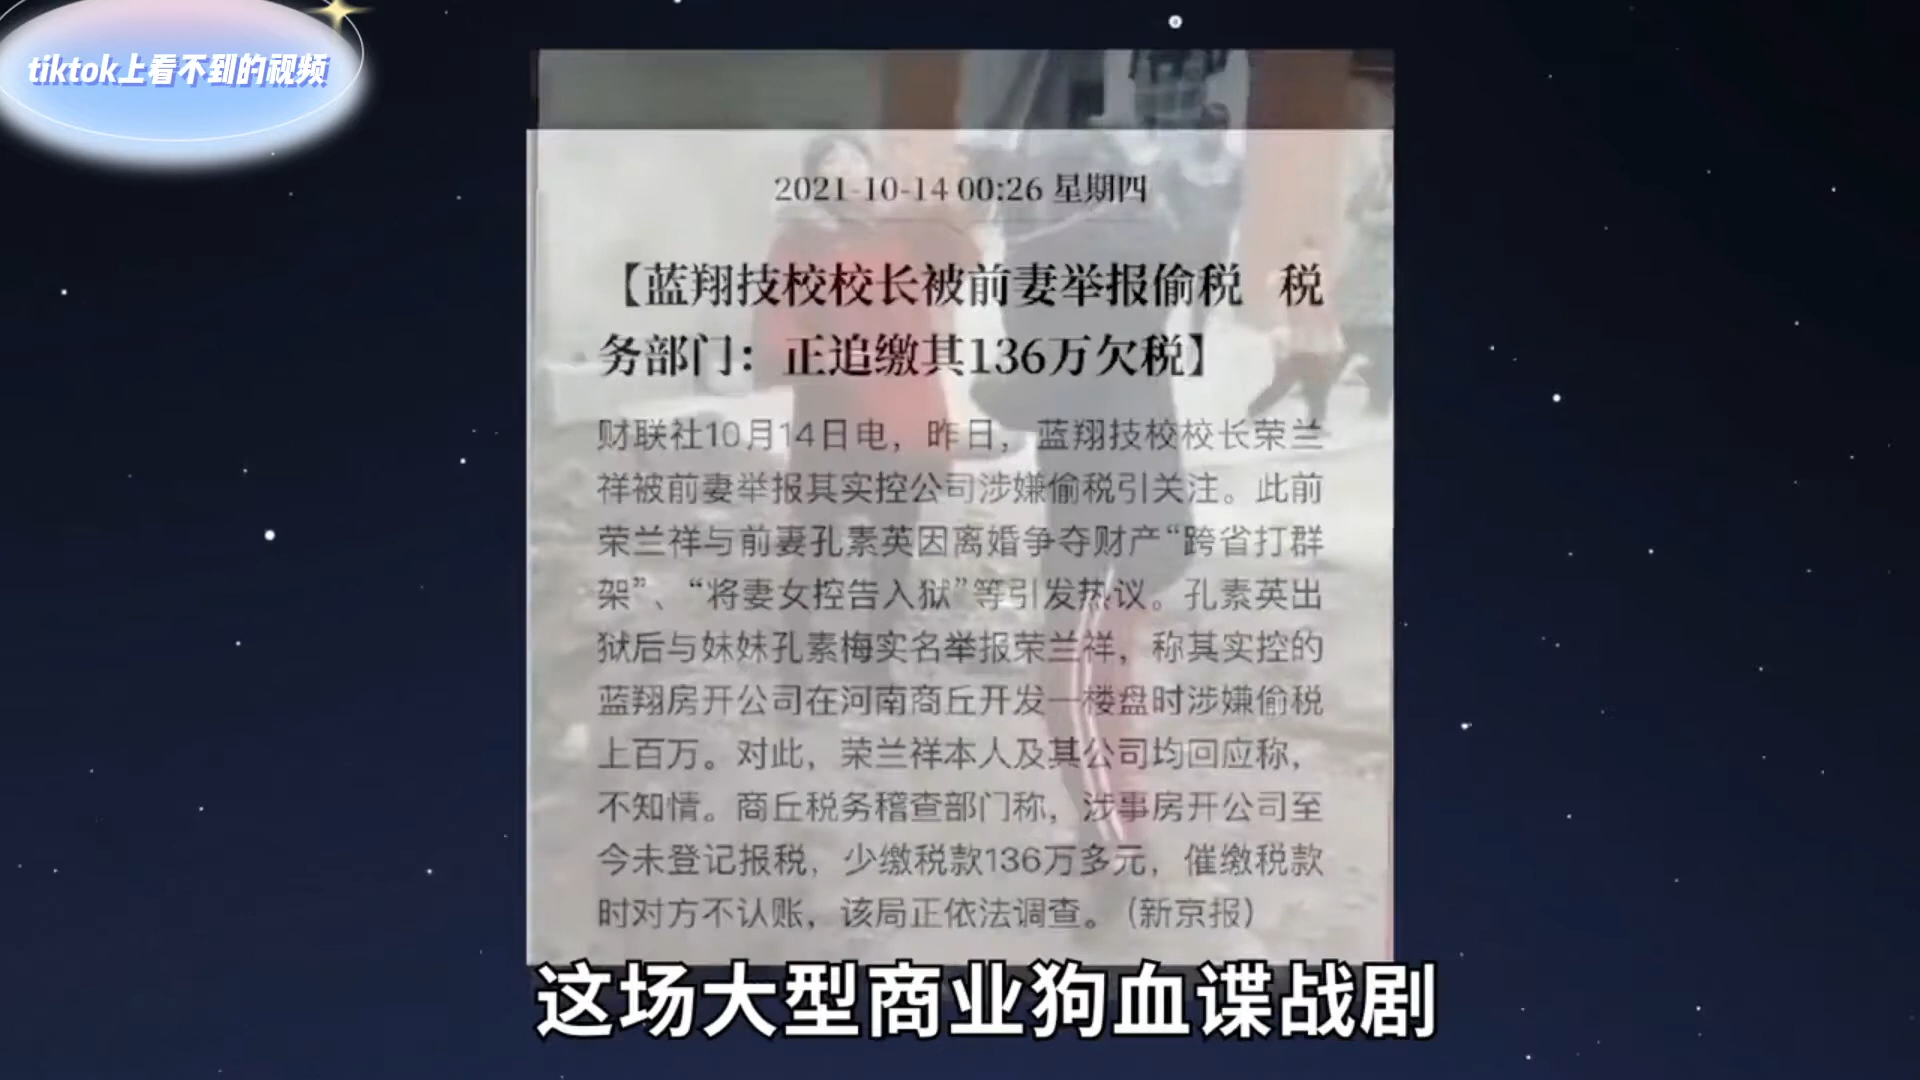 tiktok上看不到的视频
2021-10-14 00:26 星期四
【蓝翔技校校长被前妻举报偷税 税
务部门：正追缴其136万欠税】
财联社10月14日电，昨日，蓝翔技校校长荣兰
祥被前妻举报其实控公司涉嫌偷税引关注。此前
荣兰祥与前妻孔素英因离婚争夺财产“跨省打群
架”、“将妻女控告入狱”等引发热议。孔素英出
狱后与妹妹孔素梅实名举报荣兰祥，称其实控的
蓝翔房开公司在河南商丘开发一楼盘时涉嫌偷税
上百万。对此，荣兰祥本人及其公司均回应称，
不知情。商丘税务稽查部门称，涉事房开公司至
今未登记报税，少缴税款136万多元，催缴税款
时对方不认账，该局正依法调查。（新京报）
这场大型商业狗血谍战剧